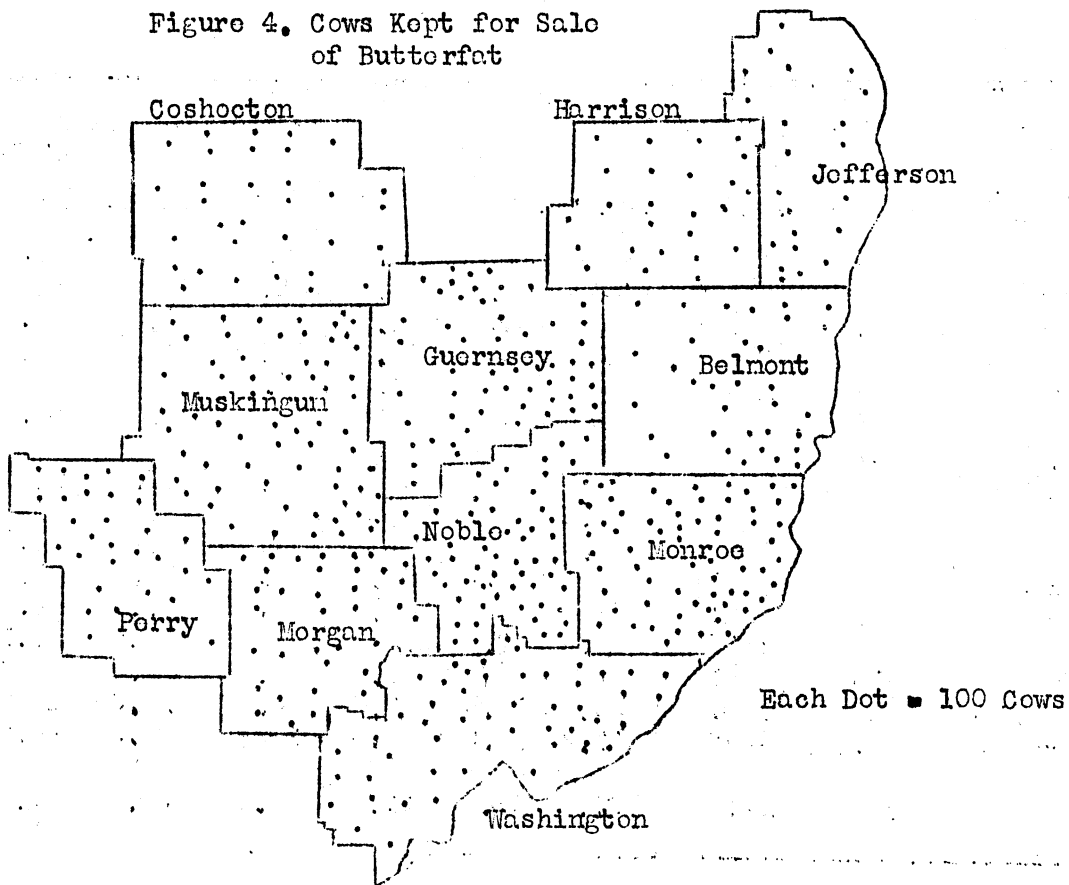 Figure 4. Cows Kept for Sale
of Butterfat
Coshocton
Harrison
Jefferson
Guernsey
Belmont
Muskingum
Noble
Monroe
Perry
Morgan
Each Dot = 100 Cows
Washington